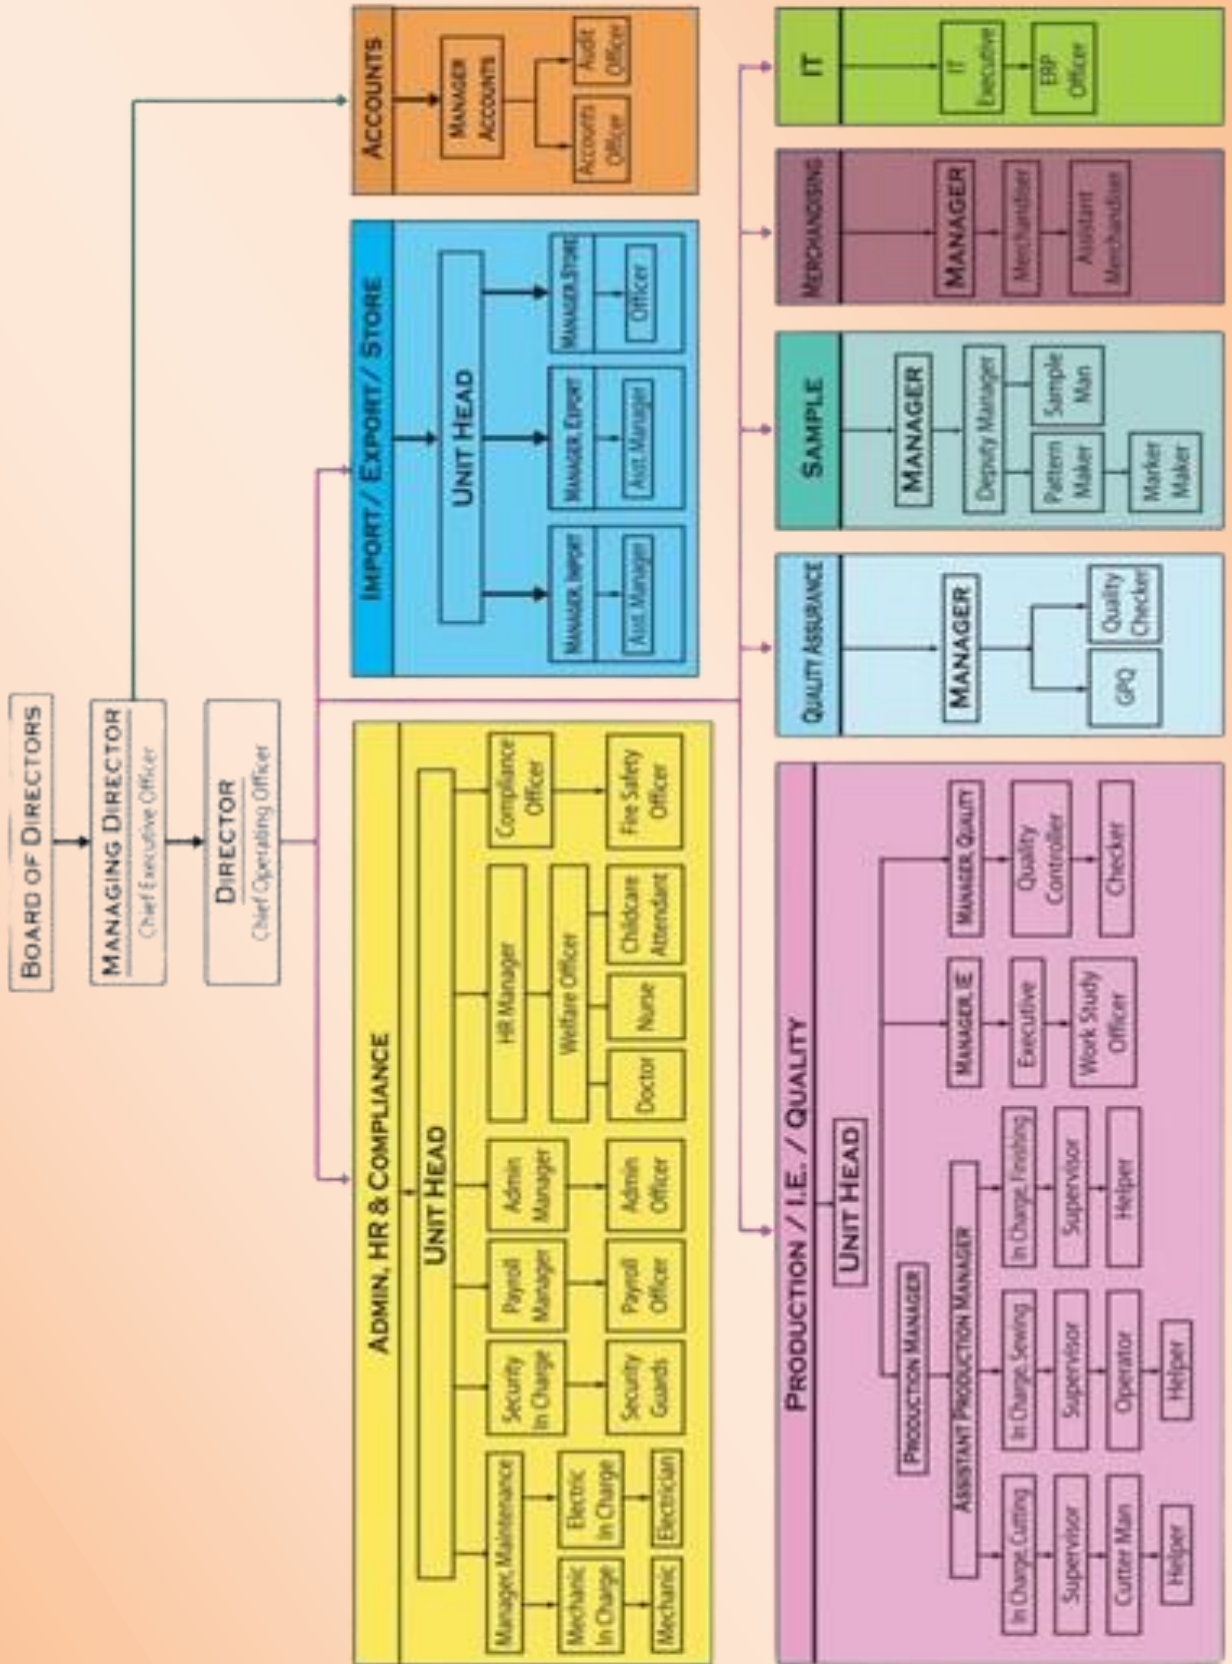 BOARD OF DIRECTORS
MANAGING DIRECTOR
Chief Executive Officer
DIRECTOR
Chief Operating Officer
ADMIN, HR & COMPLIANCE
UNIT HEAD
Manager, Maintenance
Mechanic
In Charge
Mechanic
Electric
In Charge
Electrician
Security
In Charge
Security
Guards
Payroll
Manager
Payroll
Officer
Admin
Manager
Admin
Officer
HR Manager
Welfare Officer
Doctor
Nurse
Childcare
Attendant
Compliance
Officer
Fire Safety
Officer
IMPORT/ EXPORT/ STORE
UNIT HEAD
MANAGER, IMPORT
Asst. Manager
MANAGER, EXPORT
Asst. Manager
MANAGER, STORE
Officer
ACCOUNTS
MANAGER
ACCOUNTS
Accounts
Officer
Audit
Officer
PRODUCTION / I.E. / QUALITY
UNIT HEAD
PRODUCTION MANAGER
ASSISTANT PRODUCTION MANAGER
In Charge, Cutting
Supervisor
Cutter Man
Helper
In Charge, Sewing
Supervisor
Operator
Helper
In Charge, Finishing
Supervisor
Helper
MANAGER, IE
Executive
Work Study
Officer
MANAGER QUALITY
Quality
Controller
Checker
QUALITY ASSURANCE
MANAGER
GPQ
Quality
Checker
SAMPLE
MANAGER
Deputy Manager
Pattern
Maker
Marker
Maker
Sample
Man
MERCHANDISING
MANAGER
Merchandiser
Assistant
Merchandiser
IT
IT
Executive
ERP
Officer